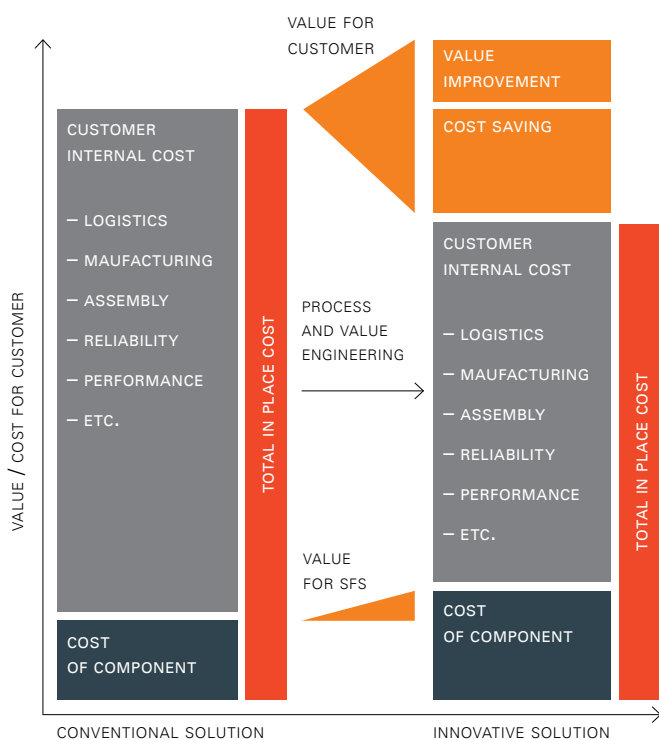 VALUE FOR
CUSTOMER
VALUE
IMPROVEMENT
COST SAVING
CUSTOMER
INTERNAL COST
– LOGISTICS
– MAUFACTURING
– ASSEMBLY
– RELIABILITY
– PERFORMANCE
– ETC.
COST
OF COMPONENT
TOTAL IN PLACE COST
PROCESS
AND VALUE
ENGINEERING
VALUE
FOR SFS
CUSTOMER
INTERNAL COST
– LOGISTICS
– MAUFACTURING
– ASSEMBLY
– RELIABILITY
– PERFORMANCE
– ETC.
COST
OF COMPONENT
TOTAL IN PLACE COST
VALUE / COST FOR CUSTOMER
CONVENTIONAL SOLUTION
INNOVATIVE SOLUTION